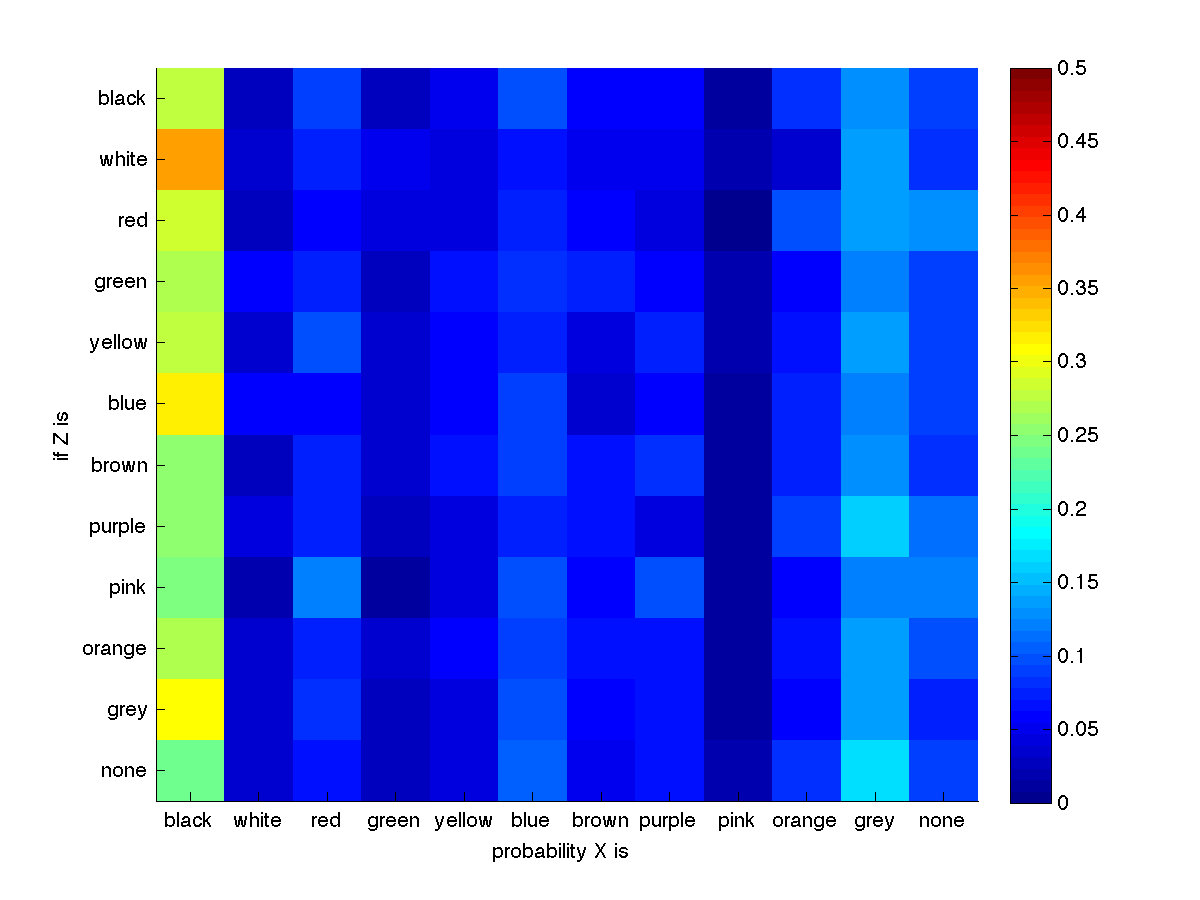 black
white
red
green
yellow
blue
brown
purple
pink
orange
grey
none
if Z is
black white red green yellow blue brown purple pink orange grey none
probability X is
0.5
0.45
0.4
0.35
0.3
0.25
0.2
0.15
0.1
0.05
0